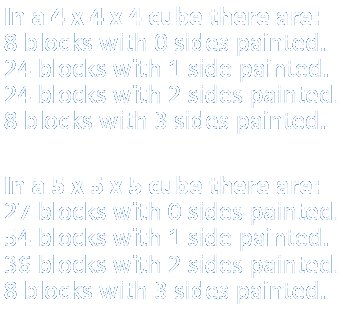 In a 4 x 4 x 4 cube there are:
8 blocks with 0 sides painted.
24 blocks with 1 side painted.
24 blocks with 2 sides painted.
8 blocks with 3 sides painted.
In a 5 x 5 x 5 cube there are:
27 blocks with 0 sides painted.
54 blocks with 1 side painted.
36 blocks with 2 sides painted.
8 blocks with 3 sides painted.